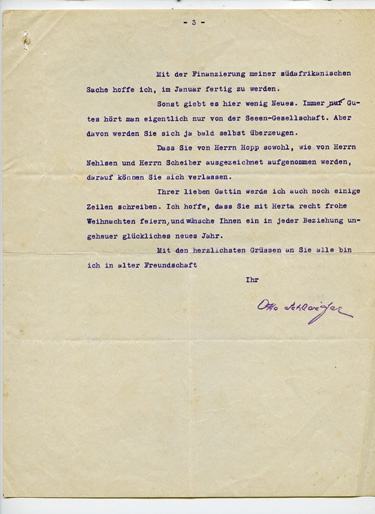 - 3 -
Mit der Finanzierung meiner südafrikanischen
Sache hoffe ich, im Januar fertig zu werden.
Sonst giebt es hier wenig Neues. Immer nur Gu-
tes hört man eigentlich nur von der Seeen-Gesellschaft. Aber
davon werden Sie sich ja bald selbst überzeugen.
Dass Sie von Herrn Hopp sowohl, wie von Herrn
Nehlsen und Herrn Scheiber ausgezeichnet aufgenommen werden,
darauf können Sie sich verlassen.
Ihrer lieben Gattin werde ich auch noch einige
Zeilen schreiben. Ich hoffe, dass Sie mit Herta recht frohe
Weihnachten feiern, und wünsche Ihnen ein in jeder Beziehung un-
geheuer glückliches neues Jahr.
Mit den herzlichsten Grüssen an Sie alle bin
ich in alter Freundschaft
Ihr
Otto